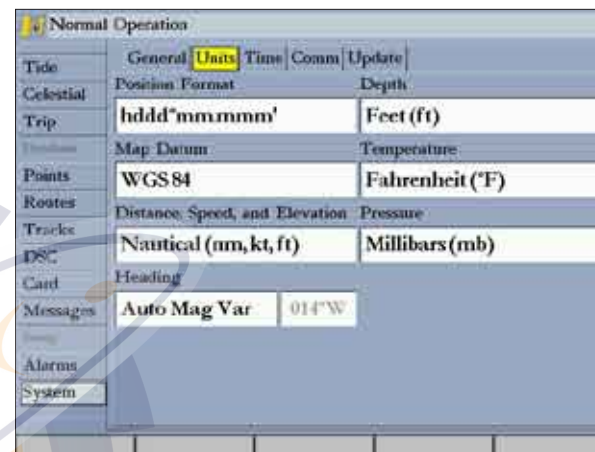 Normal Operation
General Units Time Comm Update
Tide
Celestial
Trip
Points
Routes
Tracks
DSC
Card
Messages
Alarms
System
Position Format
hddd°mm.mmm'
Map Datum
WGS 84
Distance, Speed, and Elevation
Nautical (nm, kt, ft)
Heading
Auto Mag Var 014°W
Depth
Feet (ft)
Temperature
Fahrenheit (°F)
Pressure
Millibars (mb)